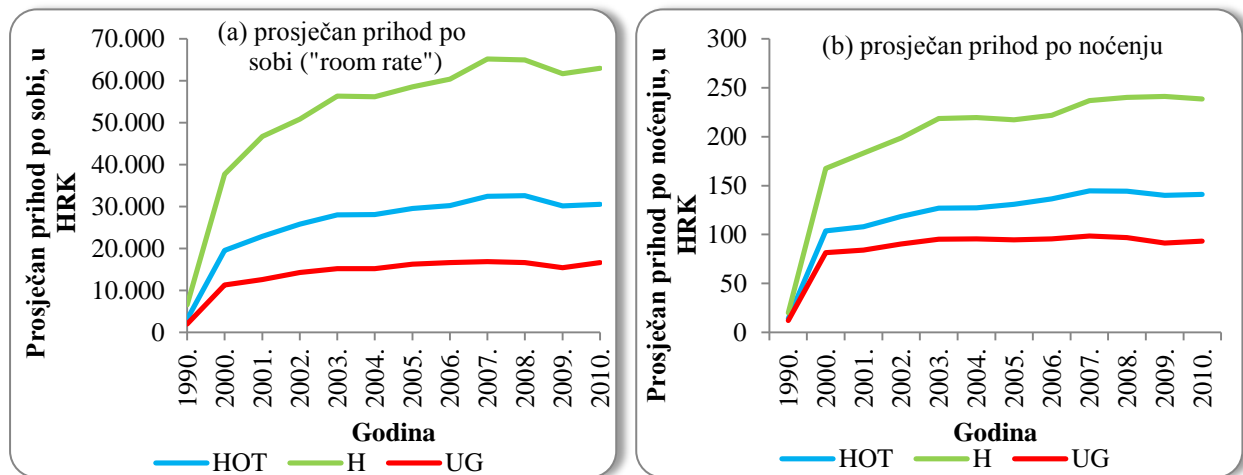 Prosječan prihod po sobi, u
HRK
(a) prosječan prihod po
sobi ("room rate")
70.000
60.000
50.000
40.000
30.000
20.000
10.000
0
1990.
2000.
2001.
2002.
2003.
2004.
2005.
2006.
2007.
2008.
2009.
2010.
Godina
HOT
H
UG
Prosječan prihod po noćenju, u
HRK
(b) prosječan prihod po noćenju
300
250
200
150
100
50
0
1990.
2000.
2001.
2002.
2003.
2004.
2005.
2006.
2007.
2008.
2009.
2010.
Godina
HOT
H
UG